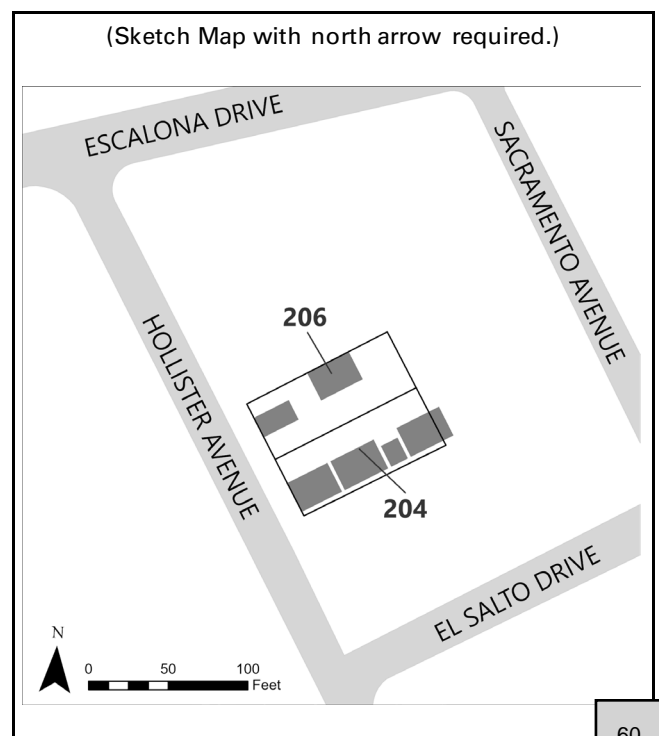 (Sketch Map with north arrow required.)
ESCALONA DRIVE
SACRAMENTO AVENUE
206
HOLLISTER AVENUE
204
EL SALTO DRIVE
N
0 50 100
Feet
60